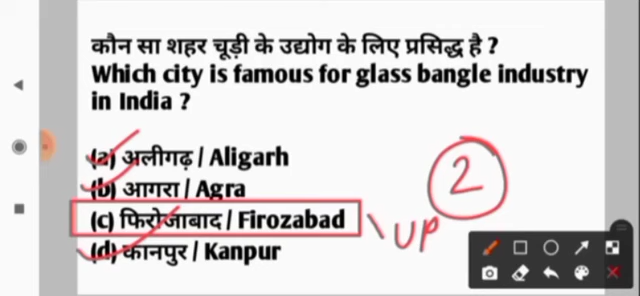 कौन सा शहर चूड़ी के उद्योग के लिए प्रसिद्ध है ?
Which city is famous for glass bangle industry
in India ?
(a) अलीगढ़ / Aligarh
(b) आगरा / Agra
(c) फिरोजाबाद / Firozabad
(d) कानपुर / Kanpur
UP
2